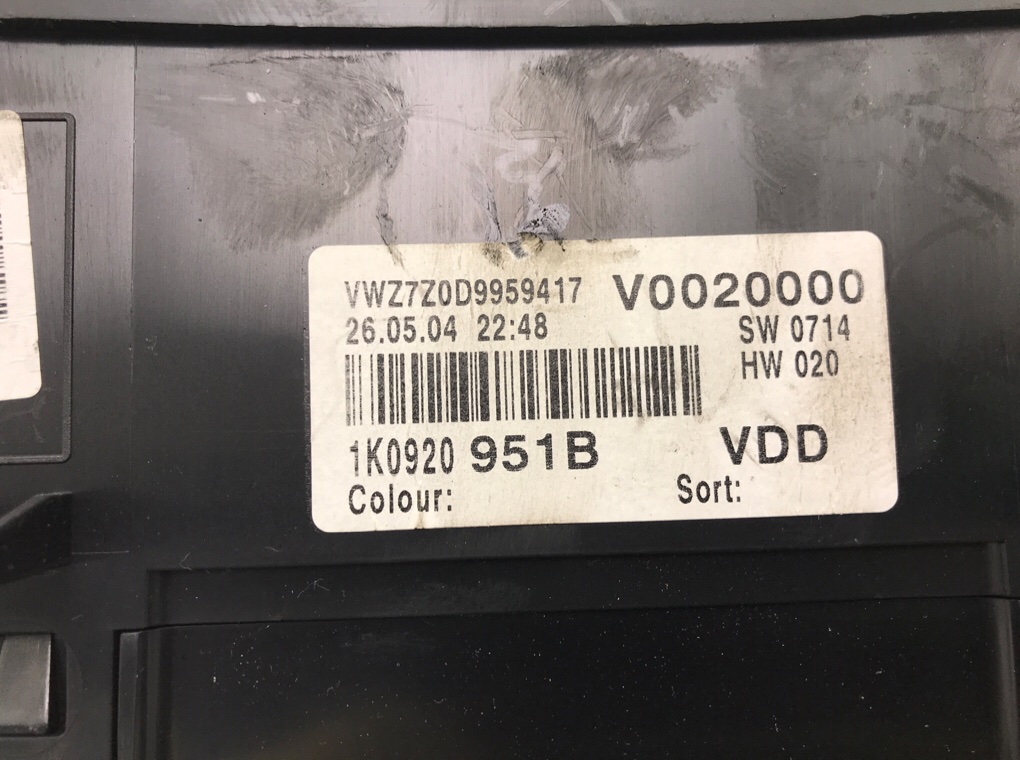 VWZ7Z0D9959417 V0020000
26.05.04 22:48 SW 0714
HW 020
1K0920 951B VDD
Colour: Sort: